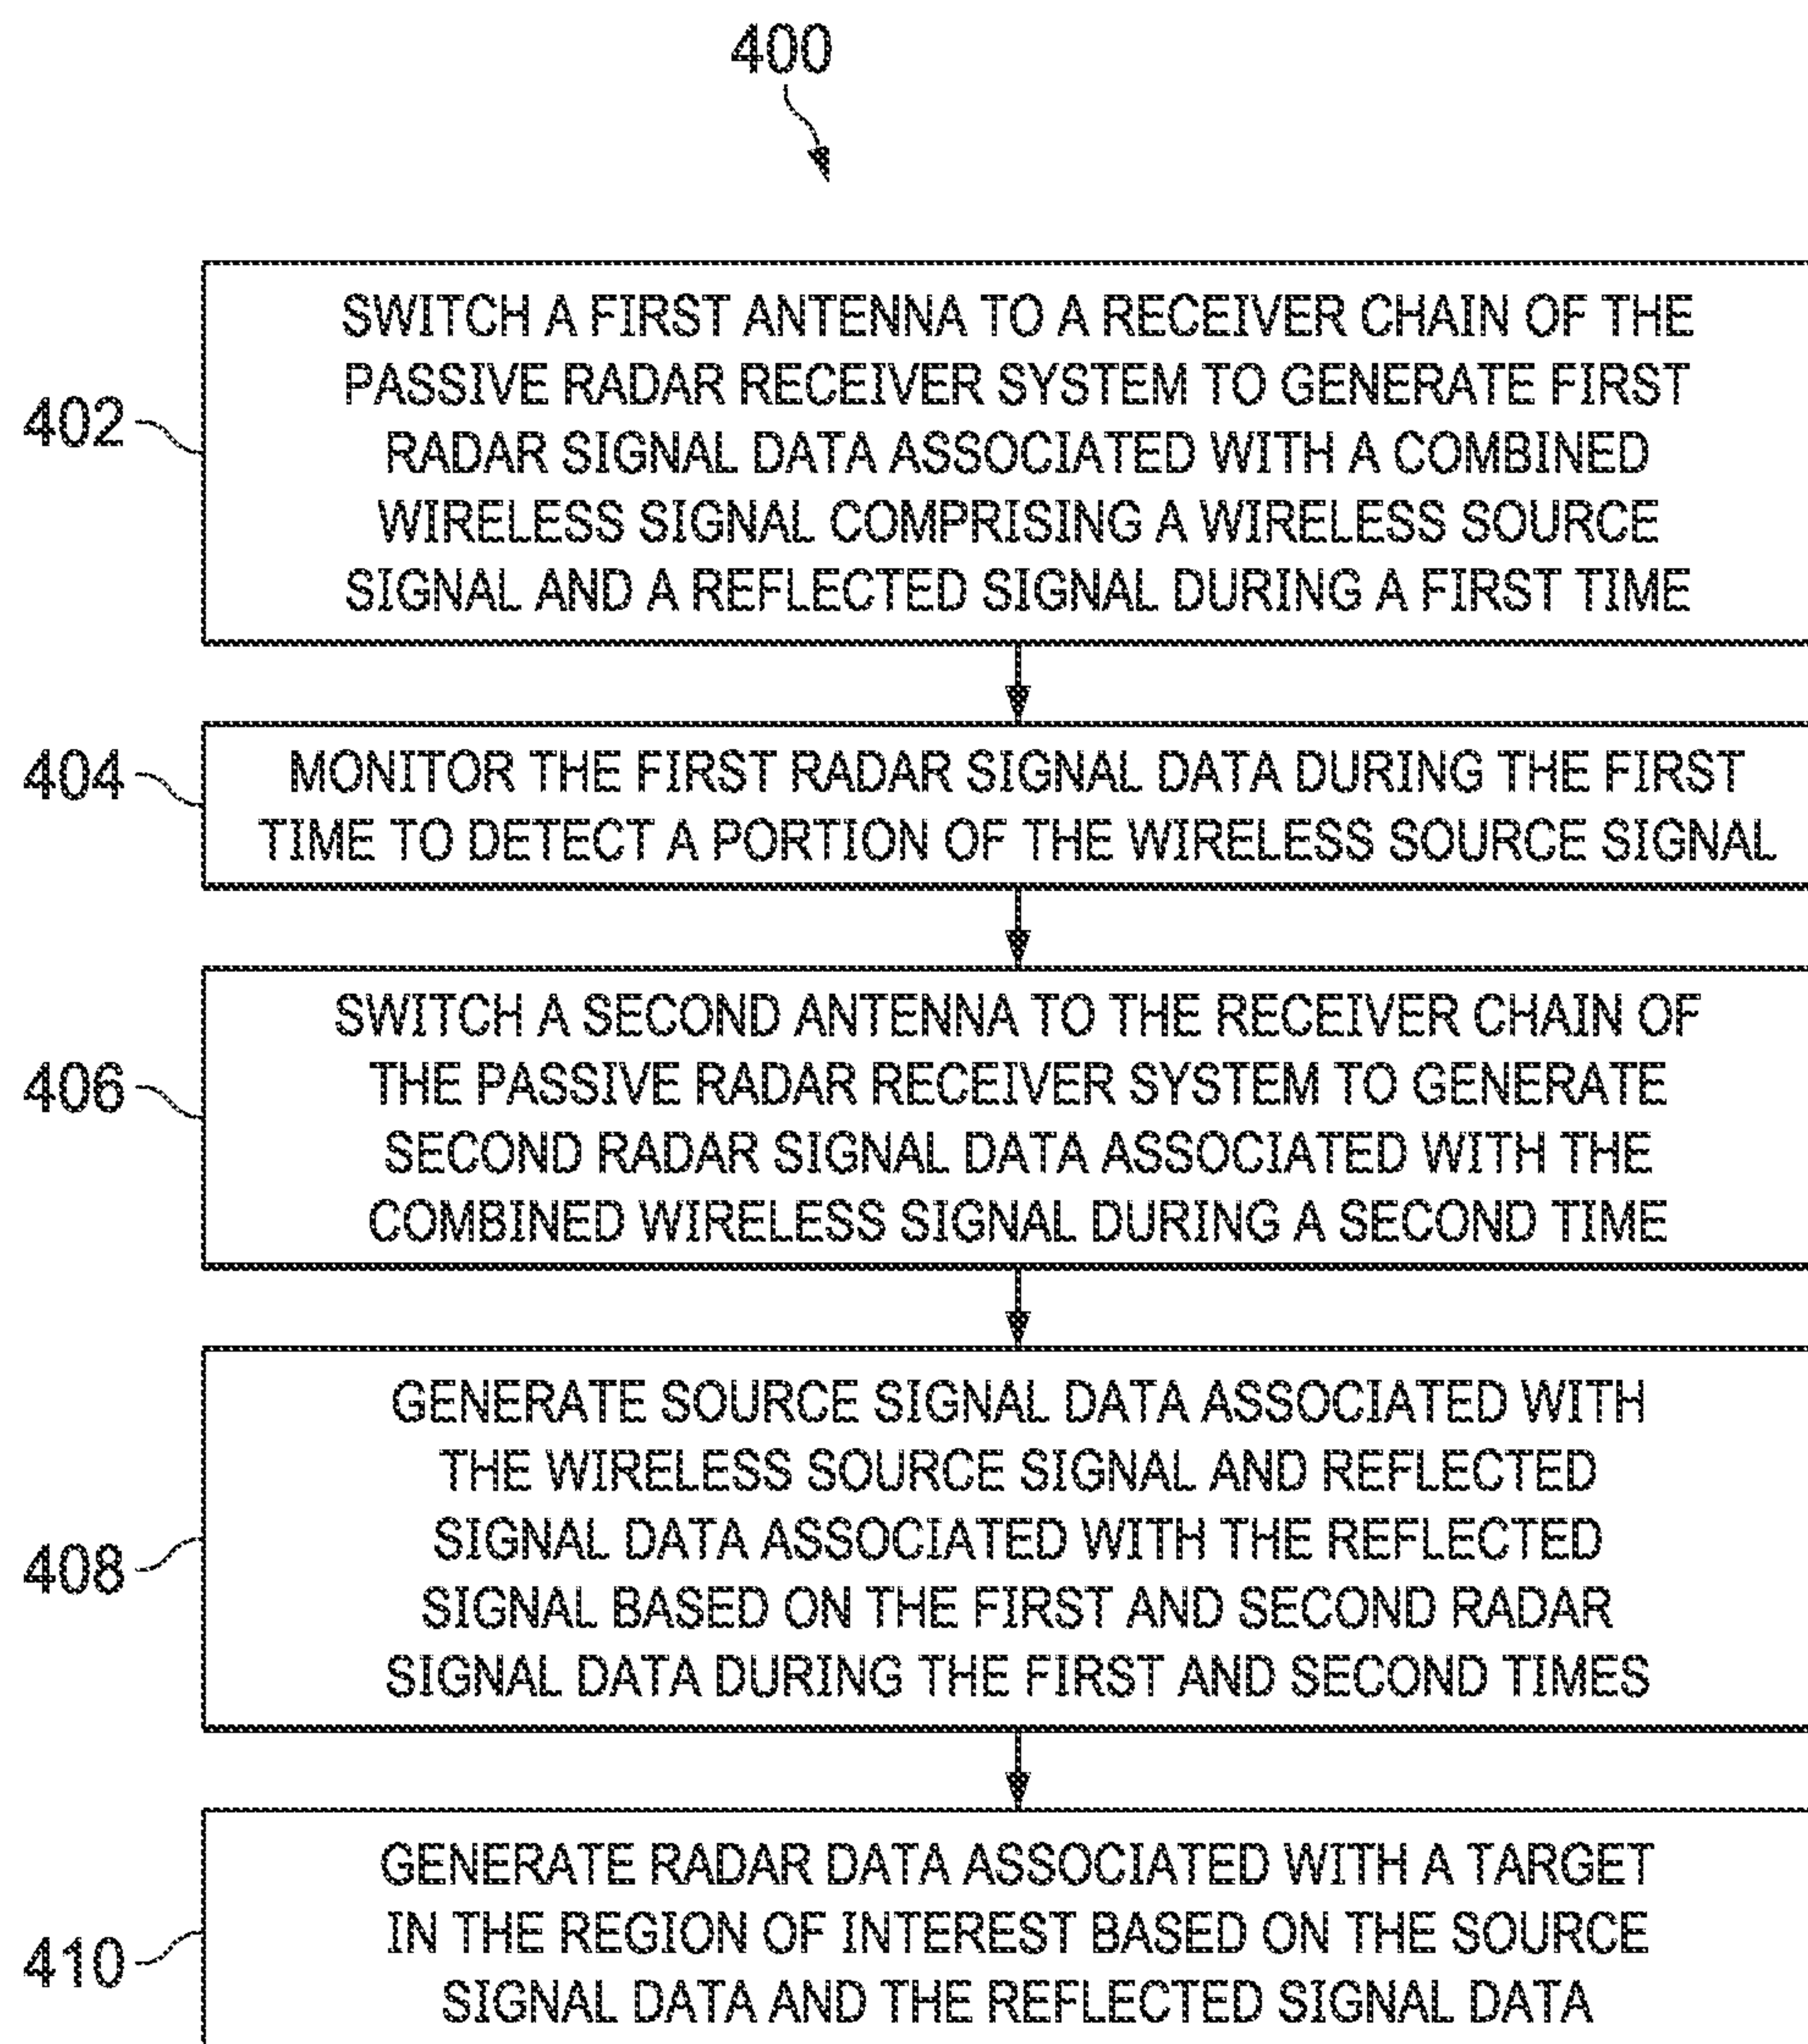 400
402
SWITCH A FIRST ANTENNA TO A RECEIVER CHAIN OF THE
PASSIVE RADAR RECEIVER SYSTEM TO GENERATE FIRST
RADAR SIGNAL DATA ASSOCIATED WITH A COMBINED
WIRELESS SIGNAL COMPRISING A WIRELESS SOURCE
SIGNAL AND A REFLECTED SIGNAL DURING A FIRST TIME
404
MONITOR THE FIRST RADAR SIGNAL DATA DURING THE FIRST
TIME TO DETECT A PORTION OF THE WIRELESS SOURCE SIGNAL
406
SWITCH A SECOND ANTENNA TO THE RECEIVER CHAIN OF
THE PASSIVE RADAR RECEIVER SYSTEM TO GENERATE
SECOND RADAR SIGNAL DATA ASSOCIATED WITH THE
COMBINED WIRELESS SIGNAL DURING A SECOND TIME
408
GENERATE SOURCE SIGNAL DATA ASSOCIATED WITH
THE WIRELESS SOURCE SIGNAL AND REFLECTED
SIGNAL DATA ASSOCIATED WITH THE REFLECTED
SIGNAL BASED ON THE FIRST AND SECOND RADAR
SIGNAL DATA DURING THE FIRST AND SECOND TIMES
410
GENERATE RADAR DATA ASSOCIATED WITH A TARGET
IN THE REGION OF INTEREST BASED ON THE SOURCE
SIGNAL DATA AND THE REFLECTED SIGNAL DATA